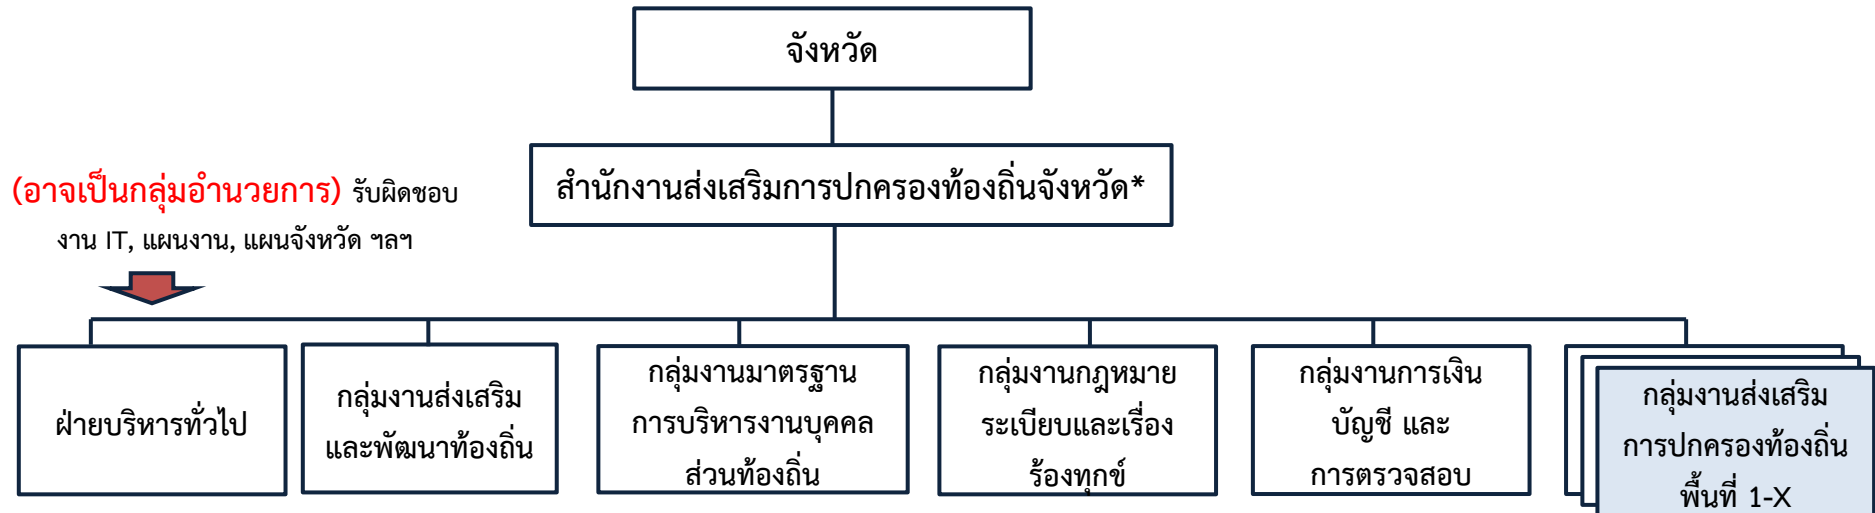 จังหวัด
สำนักงานส่งเสริมการปกครองท้องถิ่นจังหวัด*
(อาจเป็นกลุ่มอำนวยการ) รับผิดชอบ
งาน IT, แผนงาน, แผนจังหวัด ฯลฯ
ฝ่ายบริหารทั่วไป
กลุ่มงานส่งเสริม
และพัฒนาท้องถิ่น
กลุ่มงานมาตรฐาน
การบริหารงานบุคคล
ส่วนท้องถิ่น
กลุ่มงานกฎหมาย
ระเบียบและเรื่อง
ร้องทุกข์
กลุ่มงานการเงิน
บัญชี และ
การตรวจสอบ
กลุ่มงานส่งเสริม
การปกครองท้องถิ่น
พื้นที่ 1-X